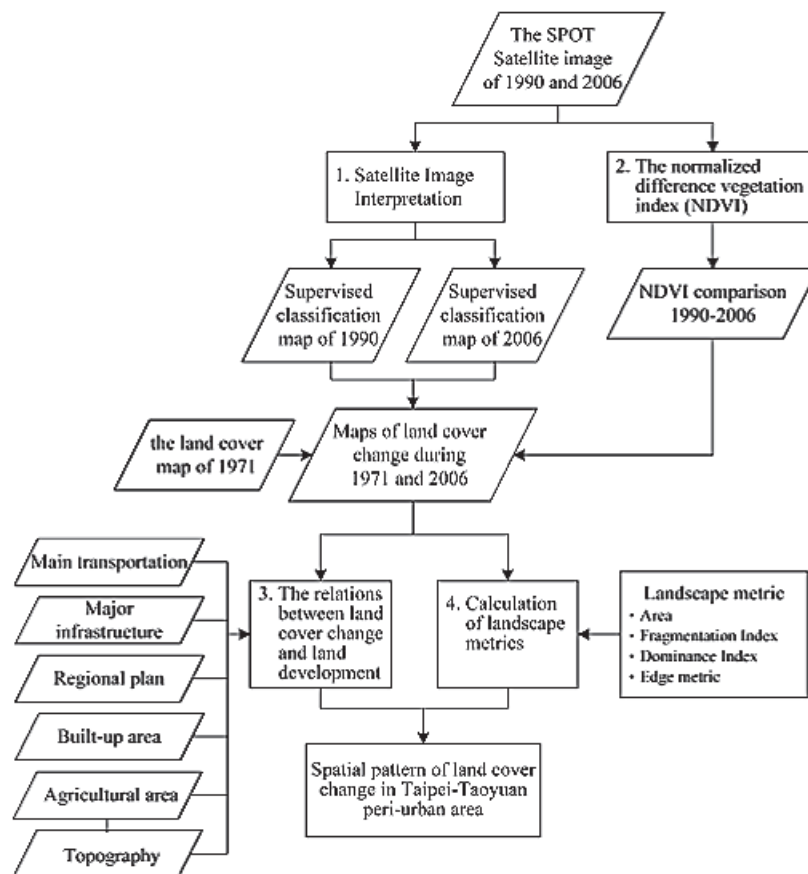 The SPOT
Satellite image
of 1990 and 2006
1. Satellite Image
Interpretation
2. The normalized
difference vegetation
index (NDVI)
Supervised
classification
map of 1990
Supervised
classification
map of 2006
NDVI comparison
1990-2006
the land cover
map of 1971
Maps of land cover
change during
1971 and 2006
Main transportation
Major
infrastructure
Regional plan
Built-up area
Agricultural area
Topography
3. The relations
between land
cover change
and land
development
4. Calculation
of landscape
metrics
Landscape metric
• Area
• Fragmentation Index
• Dominance Index
• Edge metric
Spatial pattern of land cover
change in Taipei-Taoyuan
peri-urban area